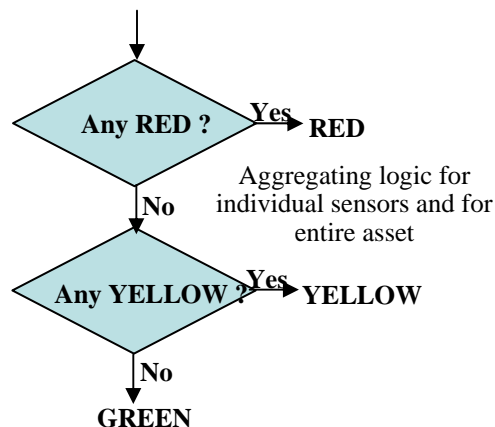 Any RED ?
Yes
RED
Aggregating logic for
individual sensors and for
entire asset
No
Any YELLOW ?
Yes
YELLOW
No
GREEN